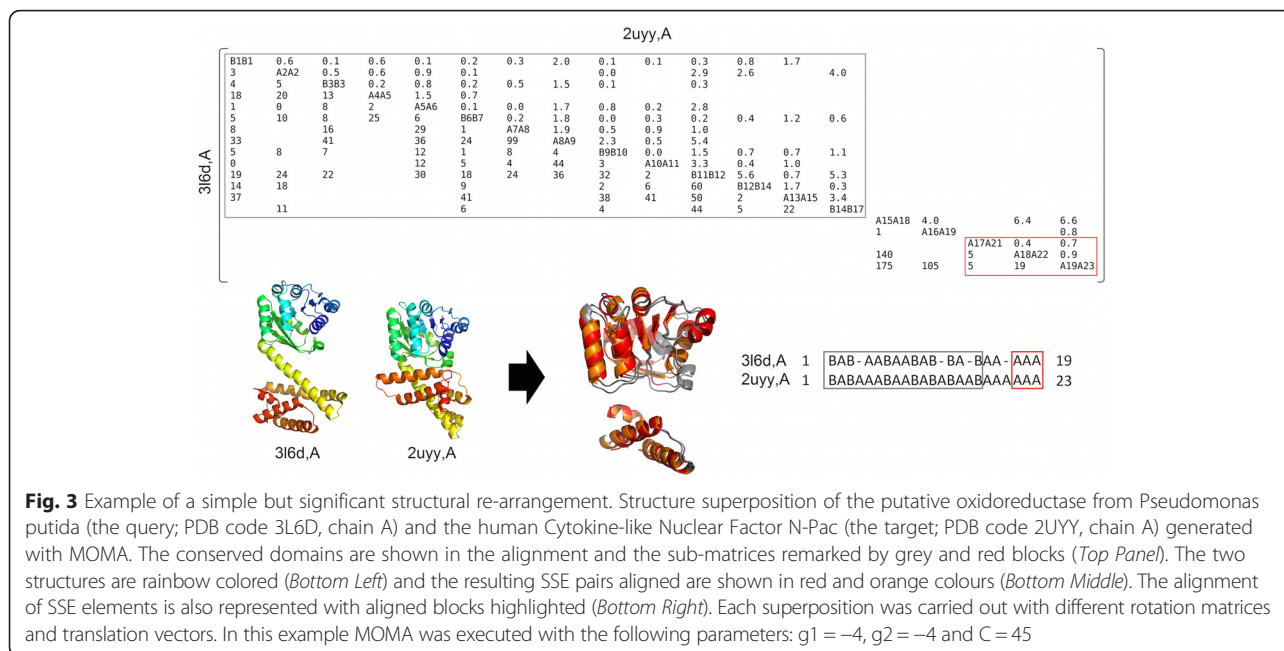 2uyy,A
3l6d,A
B1B1 0.6 0.1 0.6 0.1 0.2 0.3 2.0 0.1 0.1 0.3 0.8 1.7
3 A2A2 0.5 0.6 0.9 0.1 0.0 2.9 2.6 4.0
4 5 B3B3 0.2 0.8 0.2 0.5 1.5 0.1 0.3
18 20 13 A4A5 1.5 0.7
1 0 8 2 A5A6 0.1 0.0 1.7 0.8 0.2 2.8
5 10 8 25 6 B6B7 0.2 1.8 0.0 0.3 0.2 0.4 1.2 0.6
8 16 29 1 A7A8 1.9 0.5 0.9 1.0
33 41 36 24 99 A8A9 2.3 0.5 5.4
5 8 7 12 1 8 4 B9B10 0.0 1.5 0.7 0.7 1.1
0 12 5 4 44 3 A10A11 3.3 0.4 1.0
19 24 22 30 18 24 36 32 2 B11B12 5.6 0.7 5.3
14 18 9 2 6 60 B12B14 1.7 0.3
37 41 38 41 50 2 A13A15 3.4
11 6 4 44 5 22 B14B17
A15A18 4.0 6.4 6.6
1 A16A19 0.8
A17A21 0.4 0.7
140 5 A18A22 0.9
175 105 5 19 A19A23
3l6d,A
2uyy,A
3l6d,A 1 BAB-AABAABAB-BA-BAA-AAA 19
2uyy,A 1 BABAAABAABABABAABAAAAAA 23
Fig. 3 Example of a simple but significant structural re-arrangement. Structure superposition of the putative oxidoreductase from Pseudomonas
putida (the query; PDB code 3L6D, chain A) and the human Cytokine-like Nuclear Factor N-Pac (the target; PDB code 2UYY, chain A) generated
with MOMA. The conserved domains are shown in the alignment and the sub-matrices remarked by grey and red blocks (Top Panel). The two
structures are rainbow colored (Bottom Left) and the resulting SSE pairs aligned are shown in red and orange colours (Bottom Middle). The alignment
of SSE elements is also represented with aligned blocks highlighted (Bottom Right). Each superposition was carried out with different rotation matrices
and translation vectors. In this example MOMA was executed with the following parameters: g1 = −4, g2 = −4 and C = 45